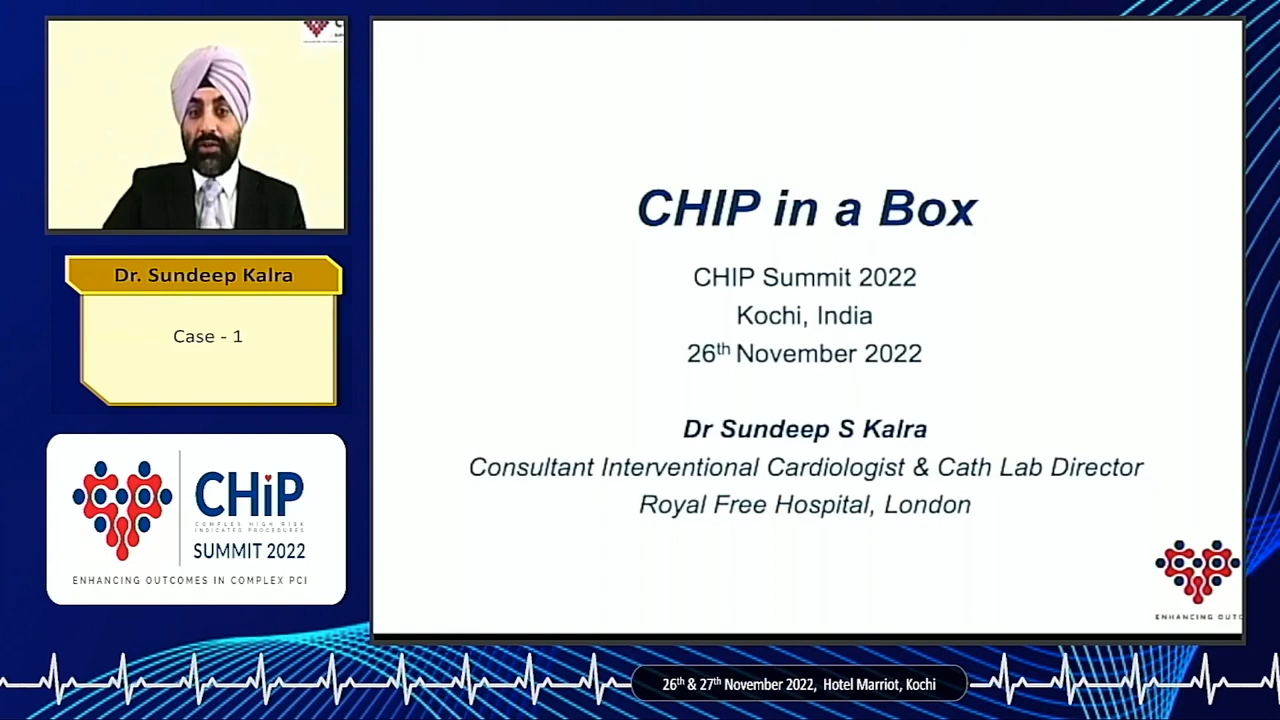 Dr. Sundeep Kalra
Case - 1
CHiP
COMPLEX HIGH RISK
INDICATED PROCEDURES
SUMMIT 2022
ENHANCING OUTCOMES IN COMPLEX PCI
CHIP in a Box
CHIP Summit 2022
Kochi, India
26th November 2022
Dr Sundeep S Kalra
Consultant Interventional Cardiologist & Cath Lab Director
Royal Free Hospital, London
ENHANCING OUTC
26th & 27th November 2022, Hotel Marriot, Kochi